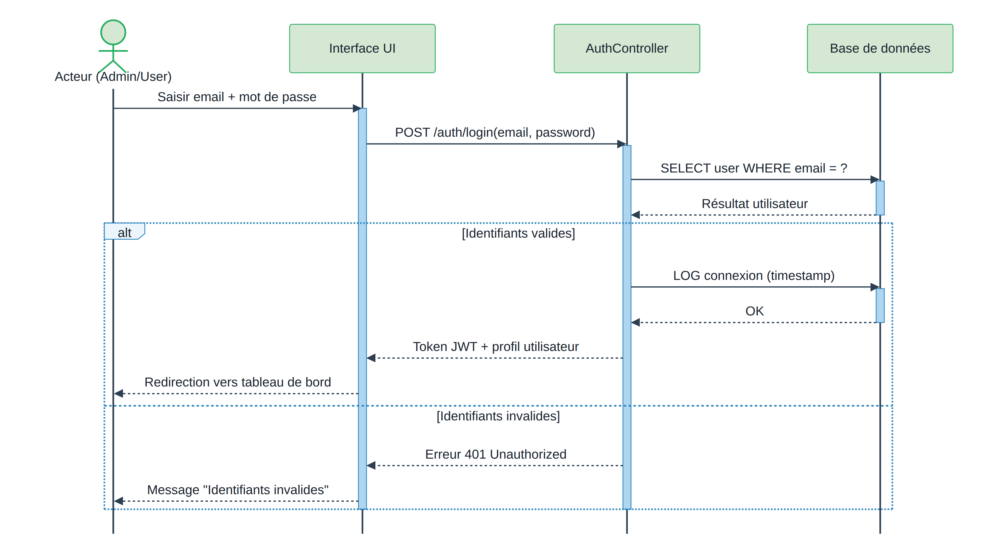 Interface UI
AuthController
Base de données
Acteur (Admin/User)
Saisir email + mot de passe
POST /auth/login(email, password)
SELECT user WHERE email = ?
Résultat utilisateur
alt
[Identifiants valides]
LOG connexion (timestamp)
OK
Token JWT + profil utilisateur
Redirection vers tableau de bord
[Identifiants invalides]
Erreur 401 Unauthorized
Message "Identifiants invalides"